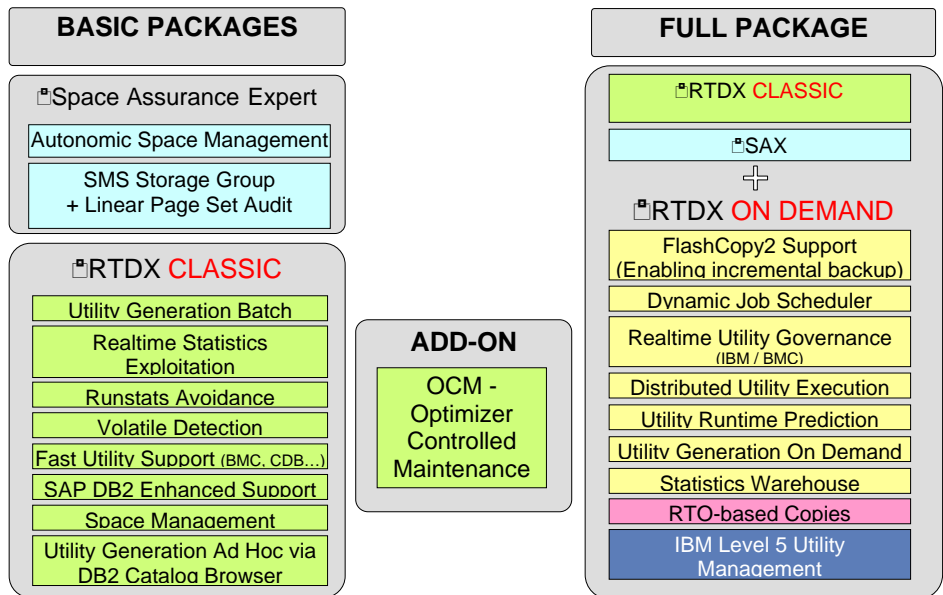 BASIC PACKAGES
Space Assurance Expert
Autonomic Space Management
SMS Storage Group
+ Linear Page Set Audit
RTDX CLASSIC
Utility Generation Batch
Realtime Statistics
Exploitation
Runstats Avoidance
Volatile Detection
Fast Utility Support (BMC, CDB…)
SAP DB2 Enhanced Support
Space Management
Utility Generation Ad Hoc via
DB2 Catalog Browser
ADD-ON
OCM -
Optimizer
Controlled
Maintenance
FULL PACKAGE
RTDX CLASSIC
SAX
+
RTDX ON DEMAND
FlashCopy2 Support
(Enabling incremental backup)
Dynamic Job Scheduler
Realtime Utility Governance
(IBM / BMC)
Distributed Utility Execution
Utility Runtime Prediction
Utility Generation On Demand
Statistics Warehouse
RTO-based Copies
IBM Level 5 Utility
Management